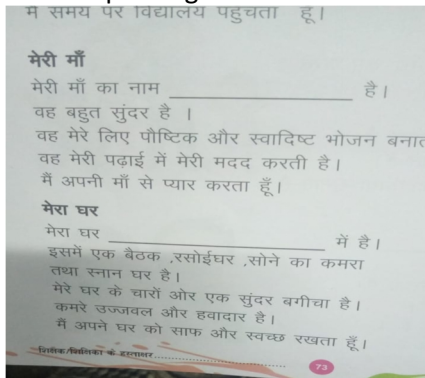 मैं समय पर विद्यालय पहुँचता हूँ।
मेरी माँ
मेरी माँ का नाम ____________ है।
वह बहुत सुंदर है ।
वह मेरे लिए पौष्टिक और स्वादिष्ट भोजन बनात
वह मेरी पढ़ाई में मेरी मदद करती है।
मैं अपनी माँ से प्यार करता हूँ।
मेरा घर
मेरा घर ____________ में है।
इसमें एक बैठक ,रसोईघर ,सोने का कमरा
तथा स्नान घर है।
मेरे घर के चारों ओर एक सुंदर बगीचा है।
कमरे उज्जवल और हवादार है।
मैं अपने घर को साफ और स्वच्छ रखता हूँ।
शिक्षक/शिक्षिका के हस्ताक्षर....................
73